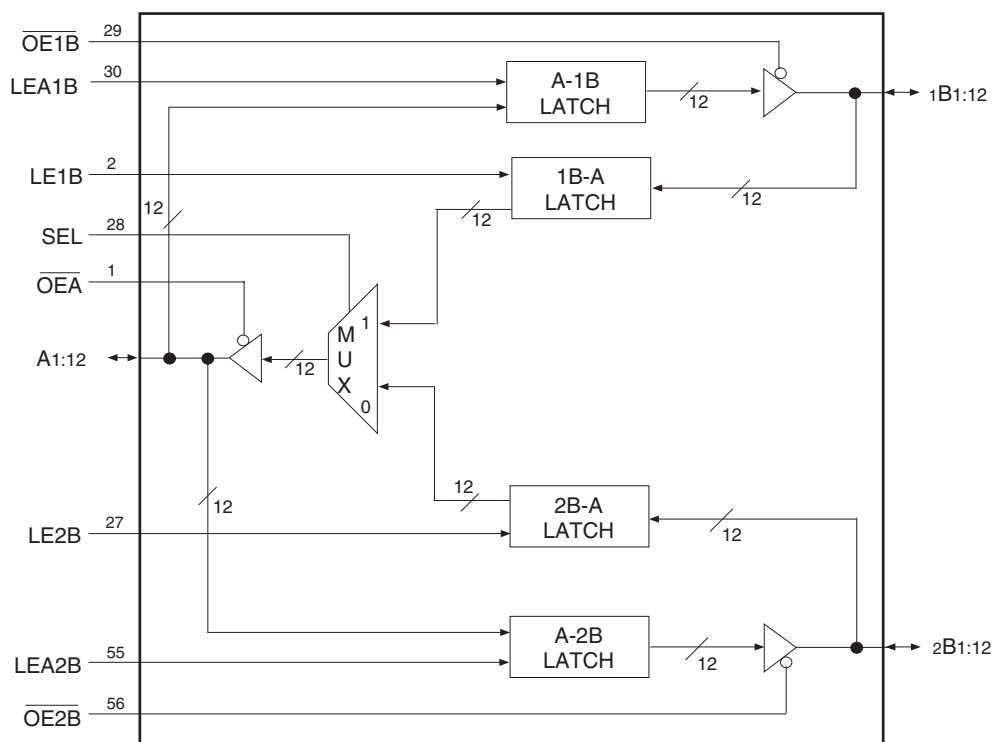 OE1B 29
LEA1B 30
A-1B
LATCH
12
1B1:12
LE1B 2
1B-A
LATCH
12
12
12
SEL 28
OEA 1
M
U
X
1
0
A1:12
12
12
12
2B-A
LATCH
12
LE2B 27
A-2B
LATCH
12
2B1:12
LEA2B 55
OE2B 56